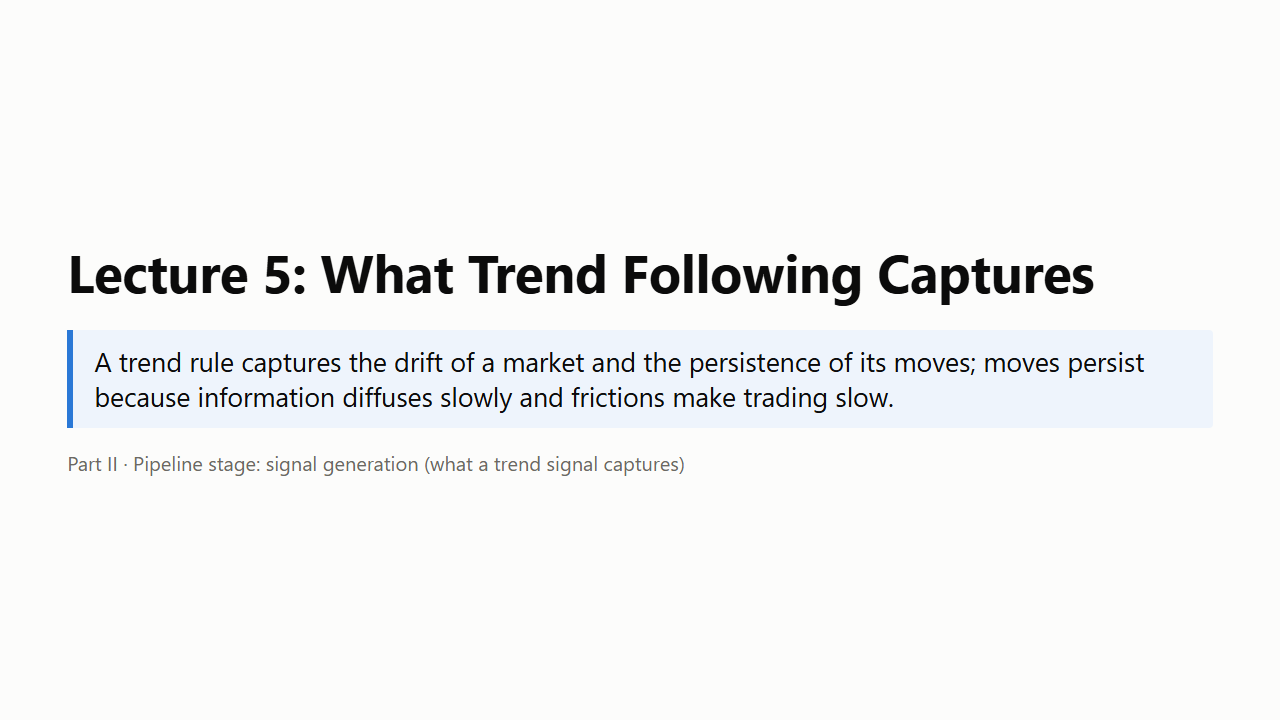 Lecture 5: What Trend Following Captures
A trend rule captures the drift of a market and the persistence of its moves; moves persist
because information diffuses slowly and frictions make trading slow.
Part II · Pipeline stage: signal generation (what a trend signal captures)